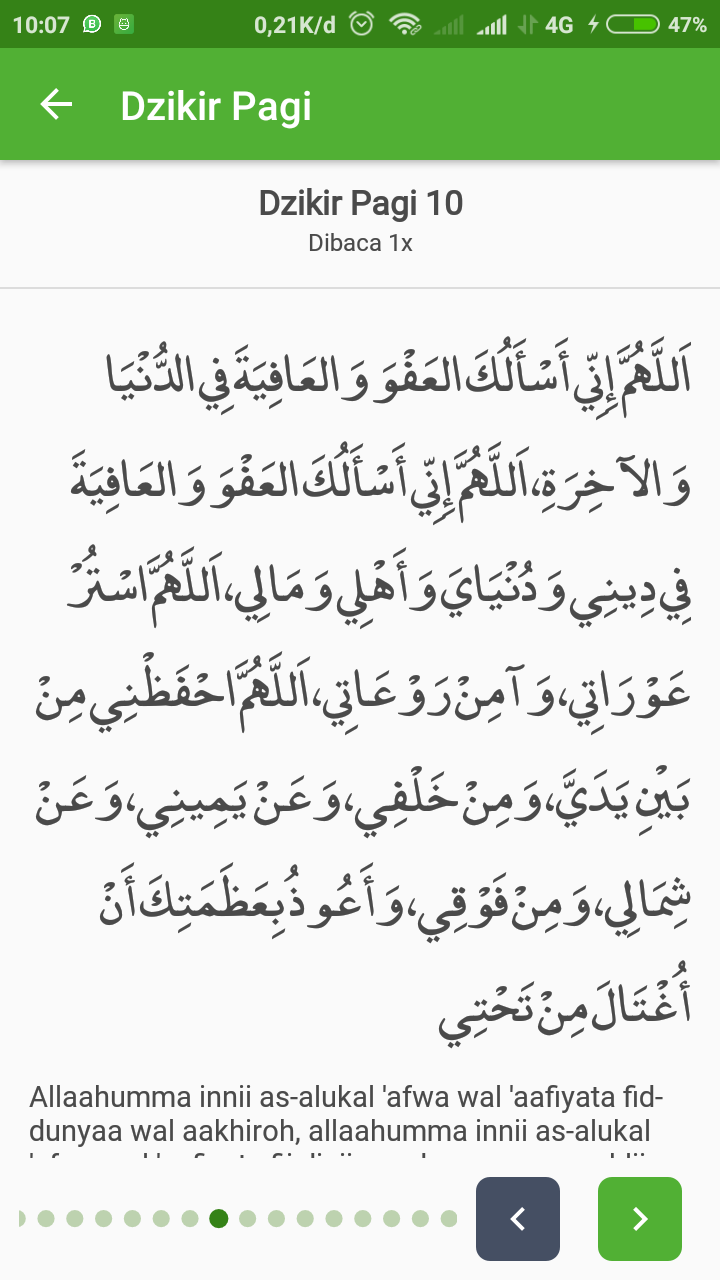 10:07
0,21K/d
4G
47%
Dzikir Pagi
Dzikir Pagi 10
Dibaca 1x
اَللَّهُمَّ إِنِّي أَسْأَلُكَ العَفْوَ وَالعَافِيَةَ فِي الدُّنْيَا
وَالآخِرَةِ، اَللَّهُمَّ إِنِّي أَسْأَلُكَ العَفْوَ وَالعَافِيَةَ
فِي دِينِي وَدُنْيَايَ وَأَهْلِي وَمَالِي، اَللَّهُمَّ اسْتُرْ
عَوْرَاتِي، وَآمِنْ رَوْعَاتِي، اَللَّهُمَّ احْفَظْنِي مِنْ
بَيْنِ يَدَيَّ، وَمِنْ خَلْفِي، وَعَنْ يَمِينِي، وَعَنْ
شِمَالِي، وَمِنْ فَوْقِي، وَأَعُوذُ بِعَظَمَتِكَ أَنْ
أُغْتَالَ مِنْ تَحْتِي
Allaahumma innii as-alukal 'afwa wal 'aafiyata fid-
dunyaa wal aakhiroh, allaahumma innii as-alukal